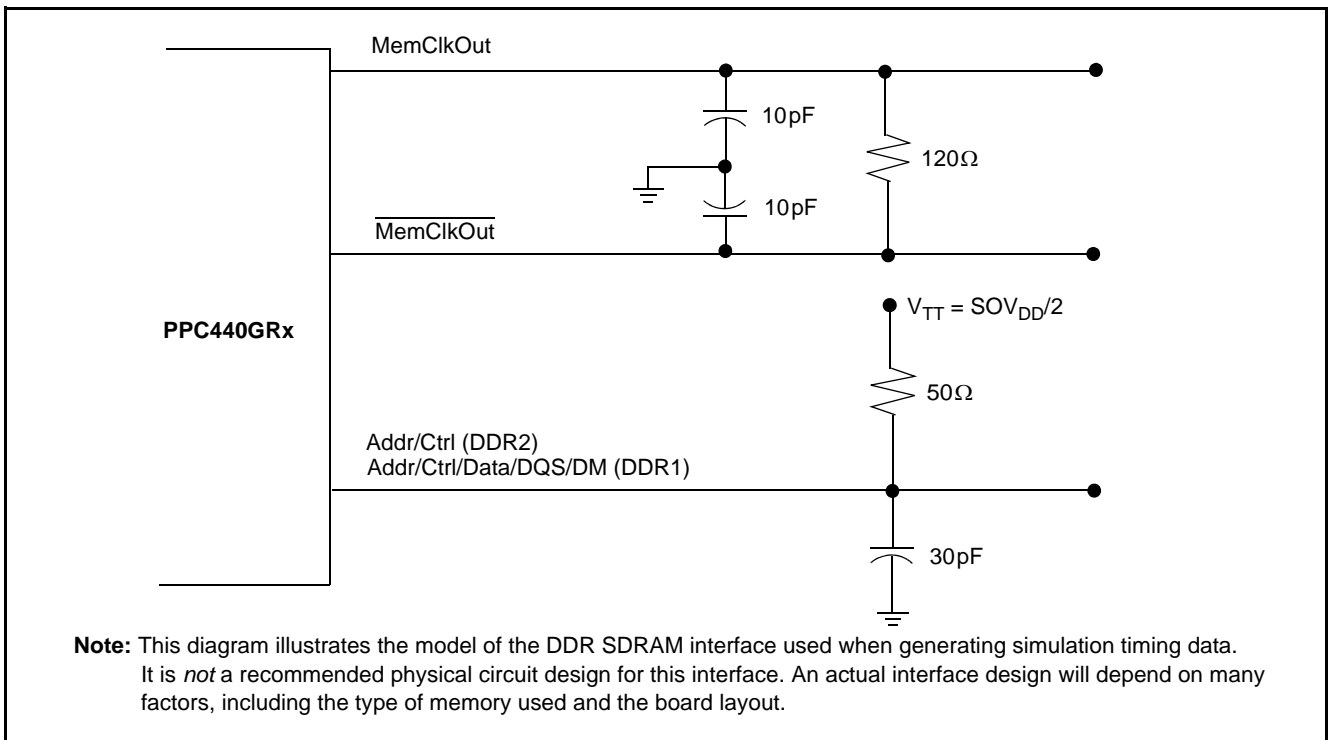 MemClkOut
10pF
120Ω
10pF
MemClkOut
V_TT = SOV_DD/2
PPC440GRx
50Ω
Addr/Ctrl (DDR2)
Addr/Ctrl/Data/DQS/DM (DDR1)
30pF
Note: This diagram illustrates the model of the DDR SDRAM interface used when generating simulation timing data.
It is not a recommended physical circuit design for this interface. An actual interface design will depend on many
factors, including the type of memory used and the board layout.